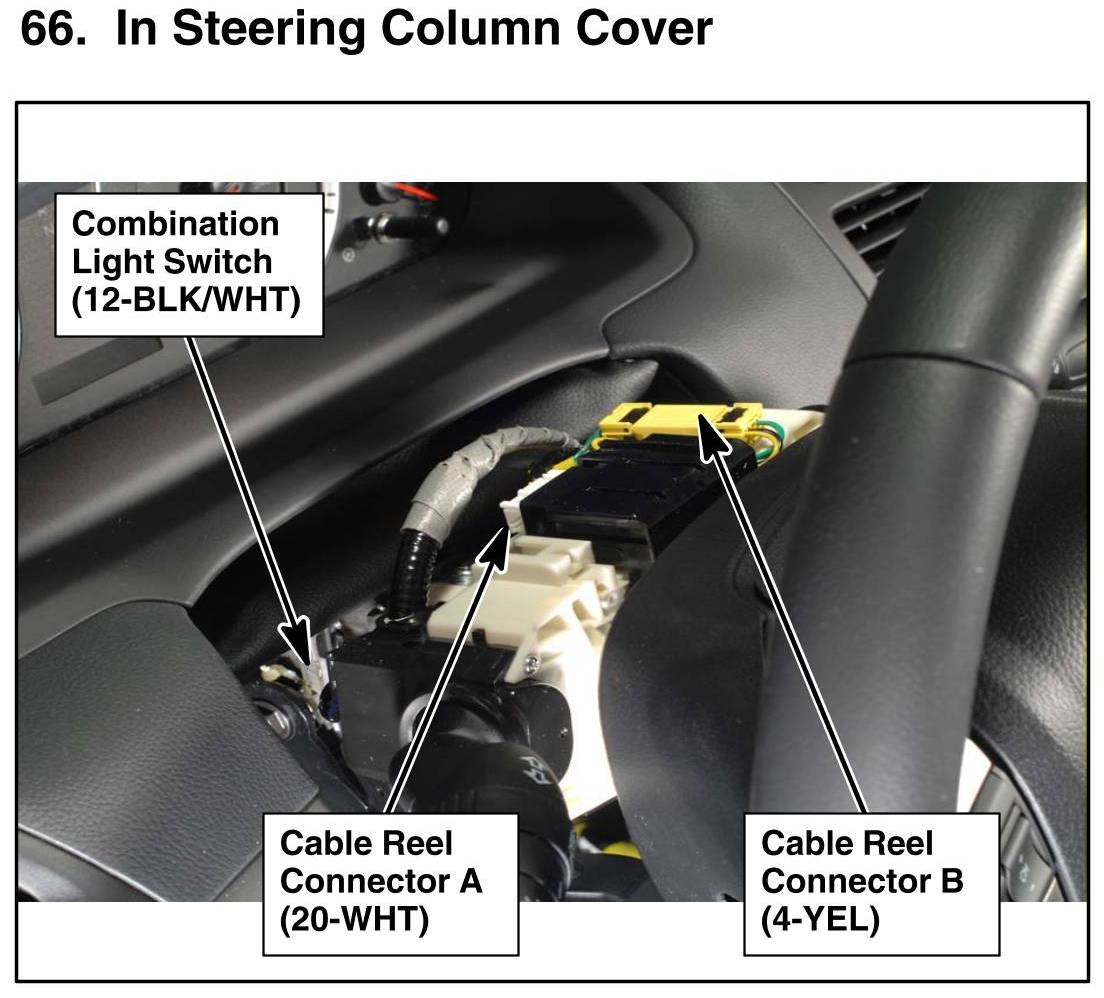 66. In Steering Column Cover
Combination
Light Switch
(12-BLK/WHT)
Cable Reel
Connector A
(20-WHT)
Cable Reel
Connector B
(4-YEL)